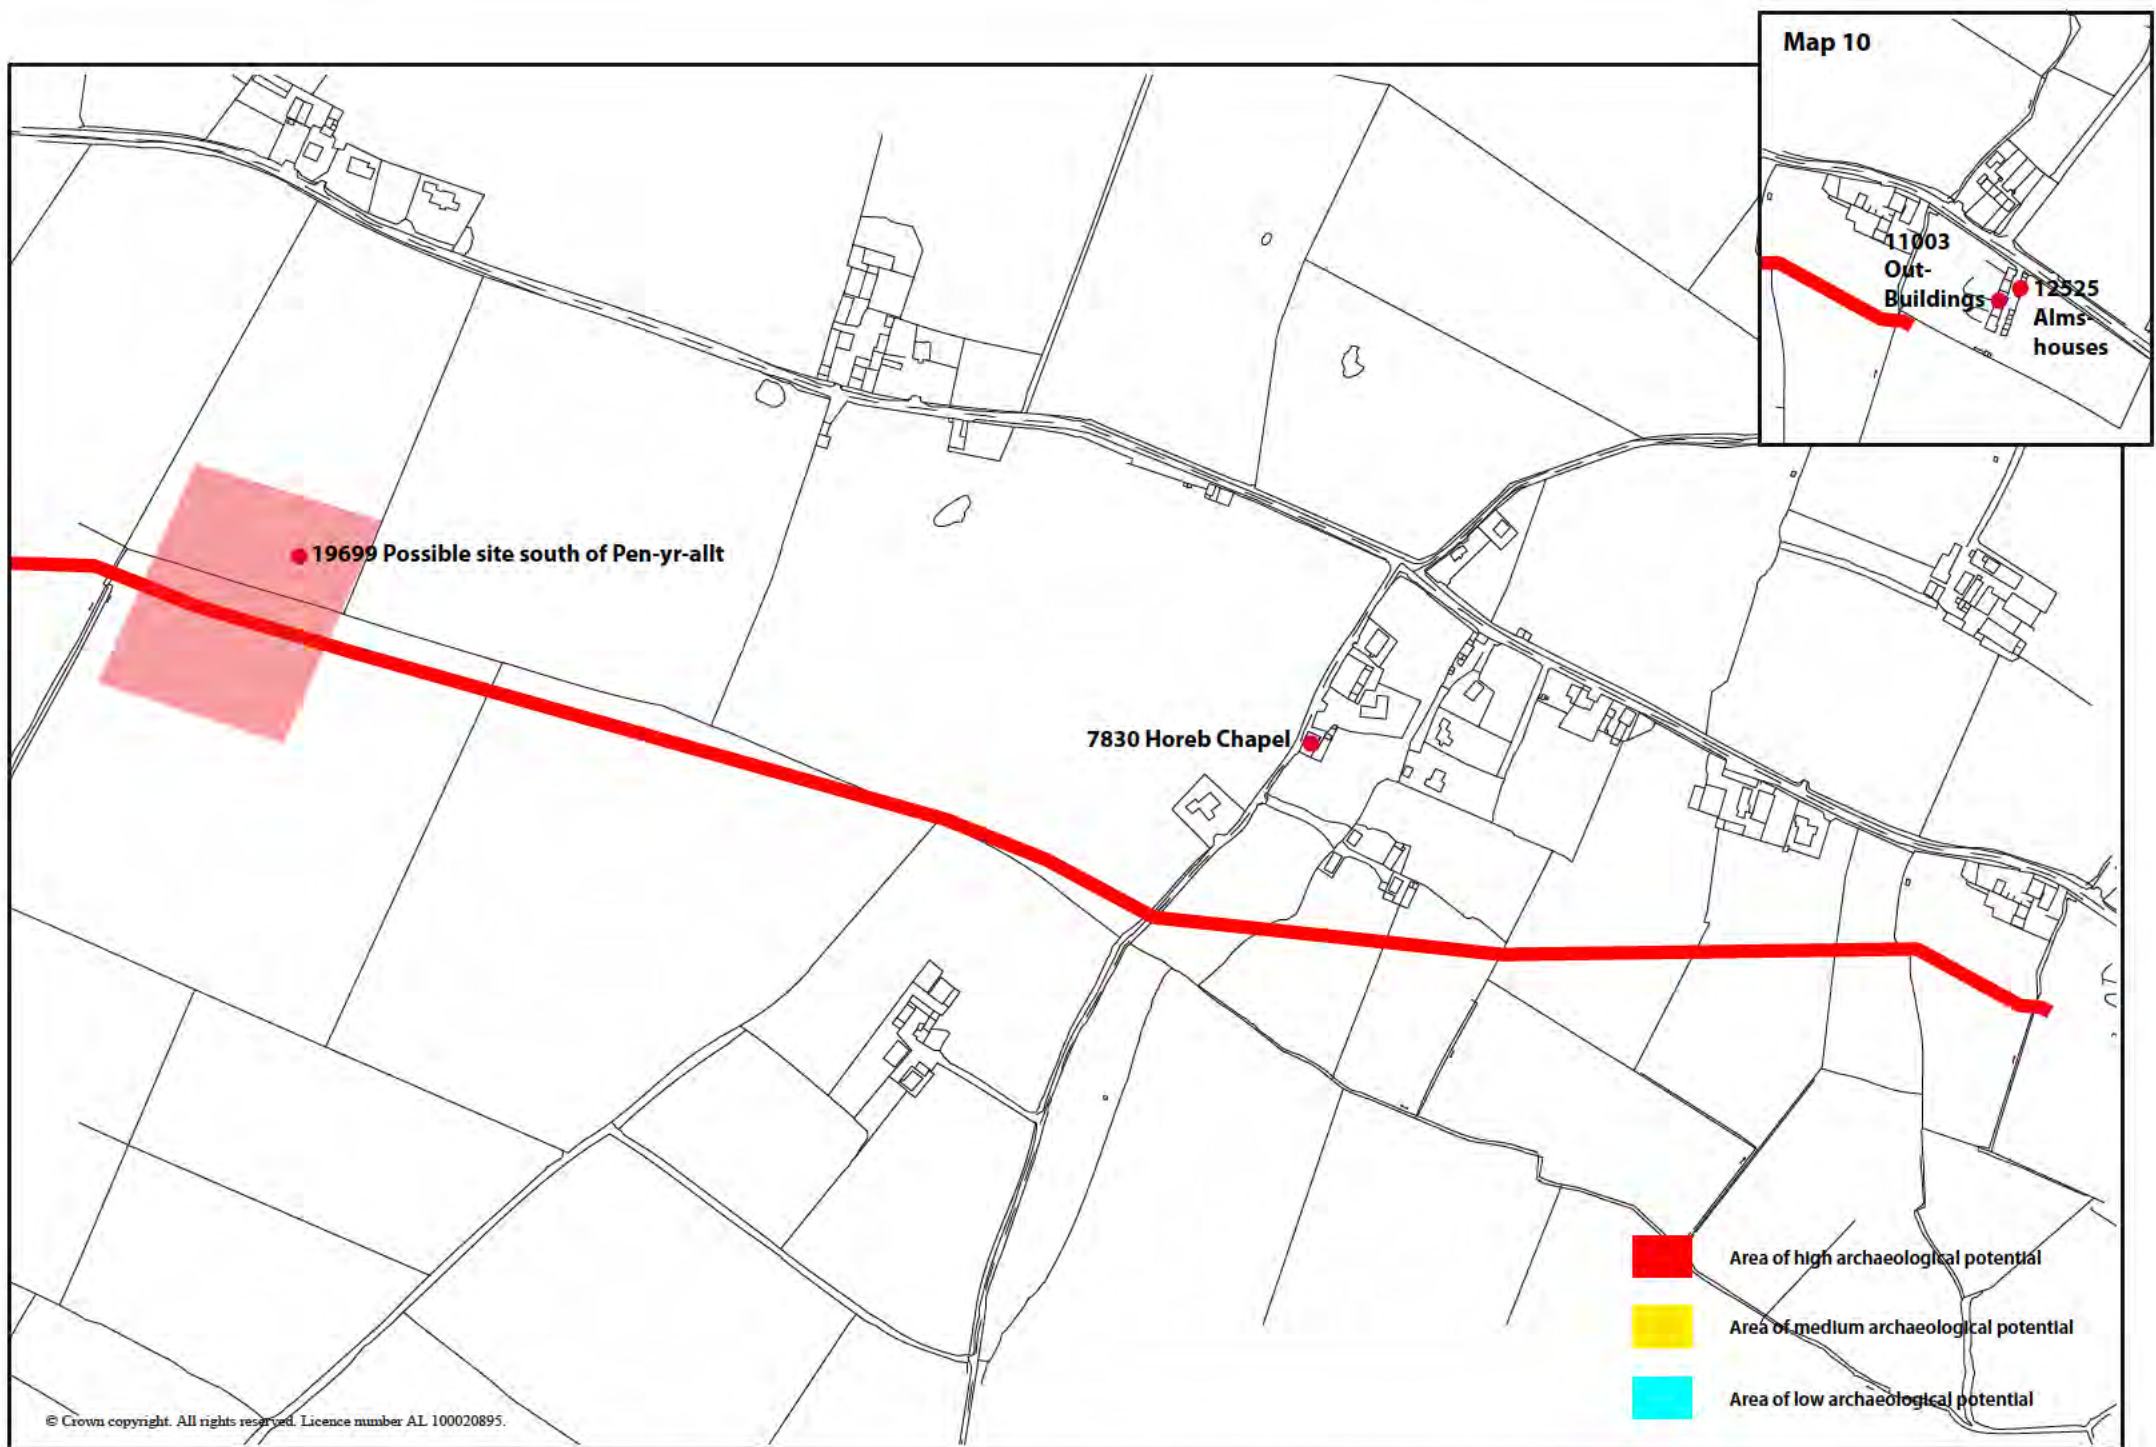 Map 10
11003
Out-
Buildings
12525
Alms-
houses
19699 Possible site south of Pen-yr-allt
7830 Horeb Chapel
Area of high archaeological potential
Area of medium archaeological potential
Area of low archaeological potential
© Crown copyright. All rights reserved. Licence number AL 100020895.